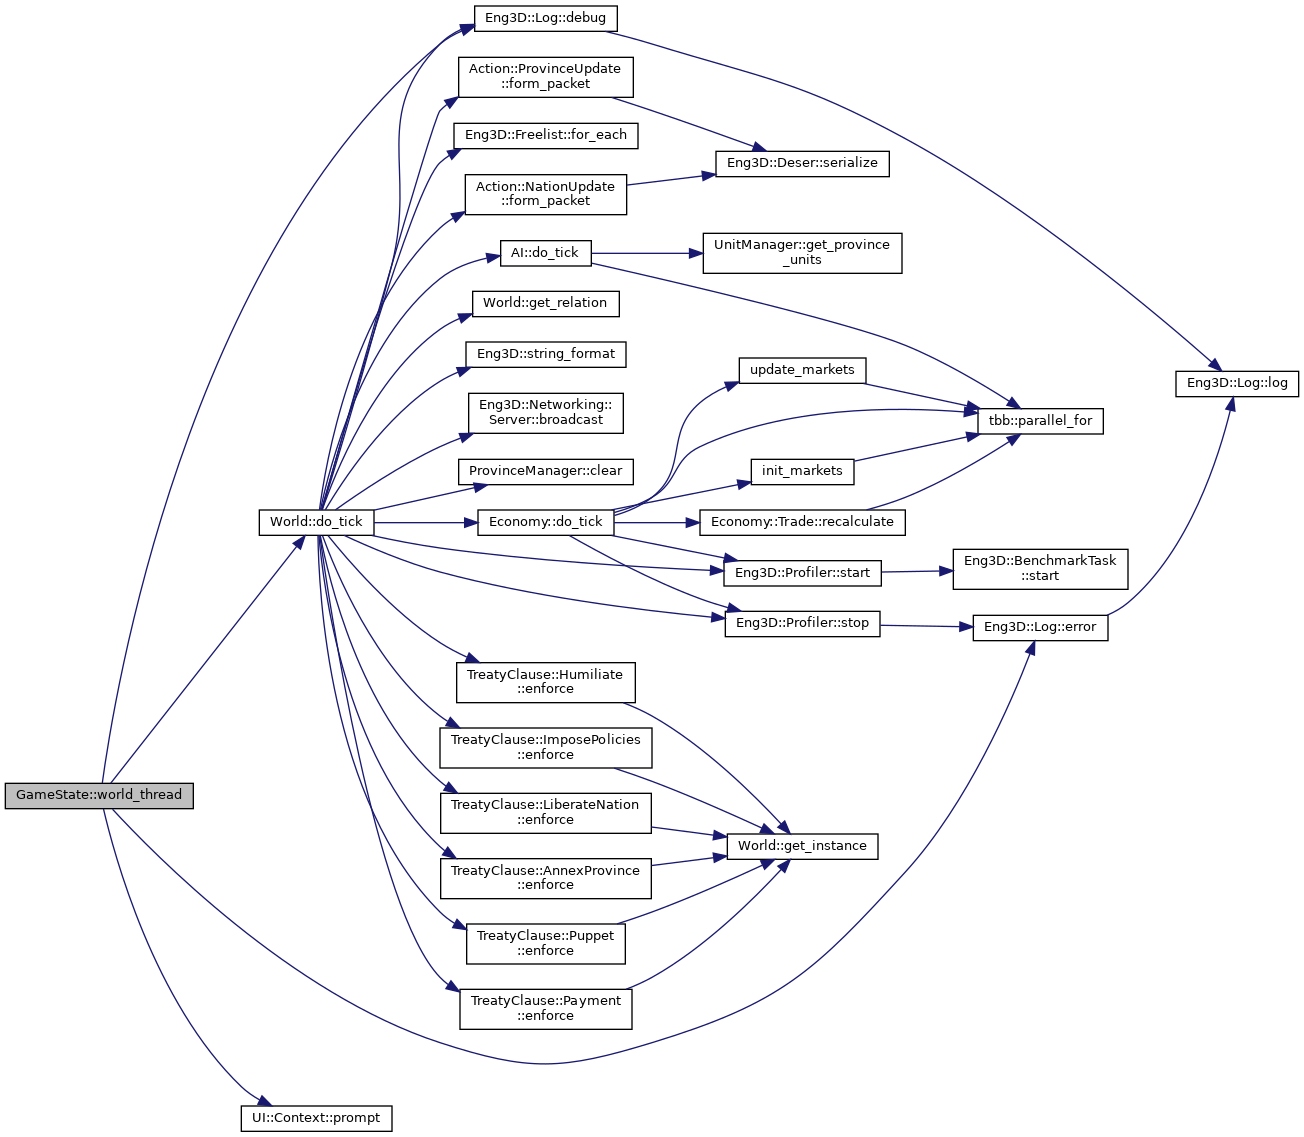 Eng3D::Log::debug
Action::ProvinceUpdate
::form_packet
Eng3D::Freelist::for_each
Eng3D::Deser::serialize
Action::NationUpdate
::form_packet
AI::do_tick
UnitManager::get_province
_units
World::get_relation
Eng3D::string_format
update_markets
Eng3D::Log::log
Eng3D::Networking::
Server::broadcast
tbb::parallel_for
ProvinceManager::clear
init_markets
World::do_tick
Economy::do_tick
Economy::Trade::recalculate
Eng3D::Profiler::start
Eng3D::BenchmarkTask
::start
Eng3D::Profiler::stop
Eng3D::Log::error
TreatyClause::Humiliate
::enforce
TreatyClause::ImposePolicies
::enforce
GameState::world_thread
TreatyClause::LiberateNation
::enforce
World::get_instance
TreatyClause::AnnexProvince
::enforce
TreatyClause::Puppet
::enforce
TreatyClause::Payment
::enforce
UI::Context::prompt